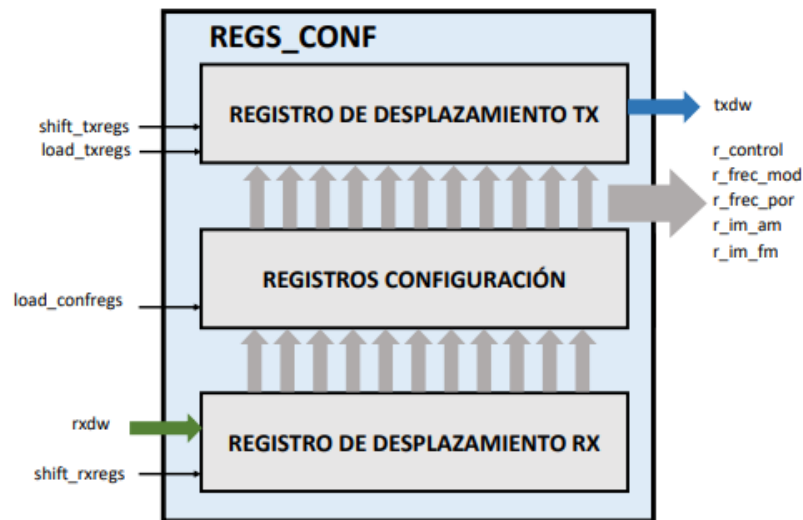 REGS_CONF
REGISTRO DE DESPLAZAMIENTO TX
shift_txregs
load_txregs
txdw
r_control
r_frec_mod
r_frec_por
r_im_am
r_im_fm
REGISTROS CONFIGURACIÓN
load_confregs
rxdw
REGISTRO DE DESPLAZAMIENTO RX
shift_rxregs